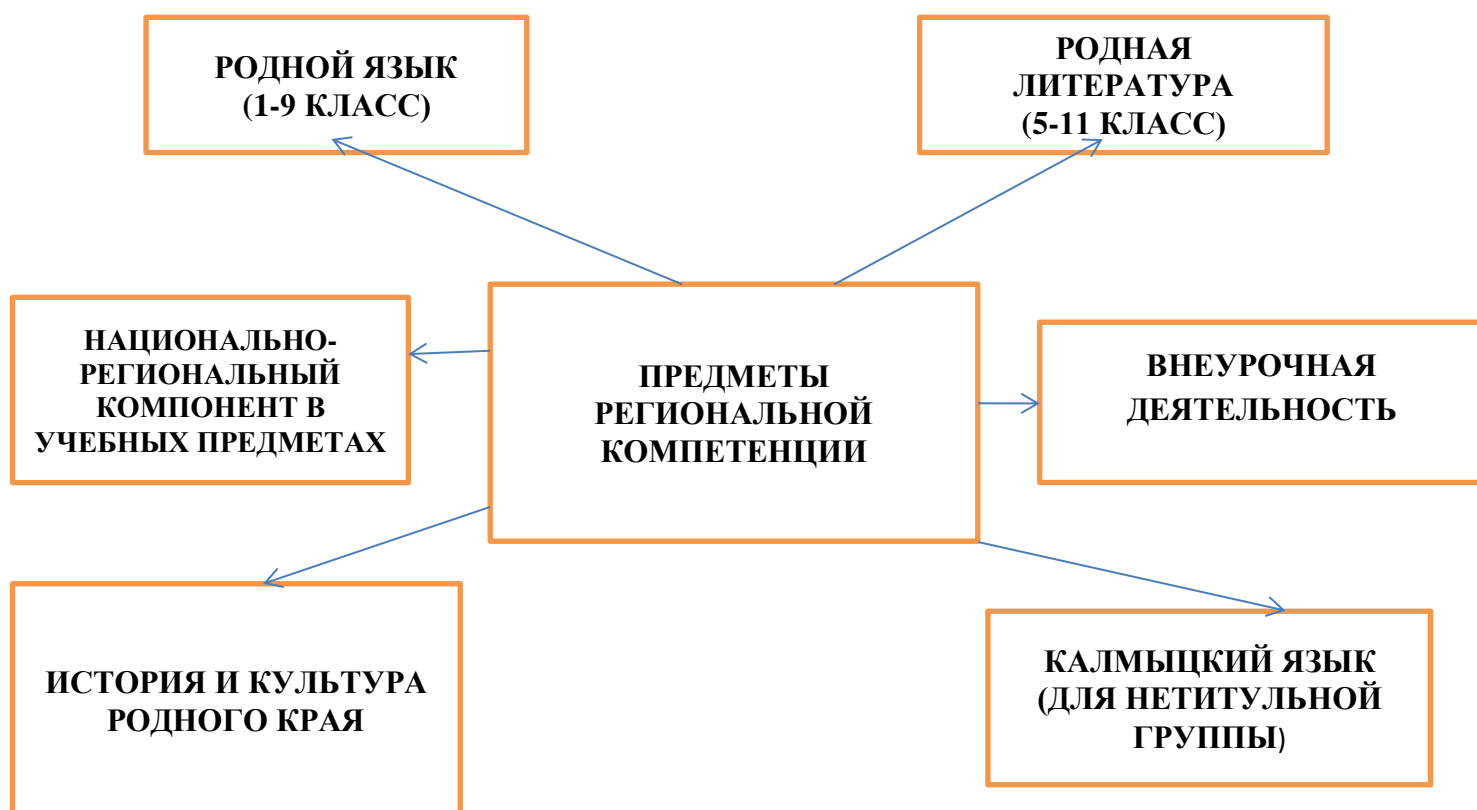 РОДНОЙ ЯЗЫК
(1-9 КЛАСС)
РОДНАЯ
ЛИТЕРАТУРА
(5-11 КЛАСС)
НАЦИОНАЛЬНО-
РЕГИОНАЛЬНЫЙ
КОМПОНЕНТ В
УЧЕБНЫХ ПРЕДМЕТАХ
ПРЕДМЕТЫ
РЕГИОНАЛЬНОЙ
КОМПЕТЕНЦИИ
ВНЕУРОЧНАЯ
ДЕЯТЕЛЬНОСТЬ
ИСТОРИЯ И КУЛЬТУРА
РОДНОГО КРАЯ
КАЛМЫЦКИЙ ЯЗЫК
(ДЛЯ НЕТИТУЛЬНОЙ
ГРУППЫ)